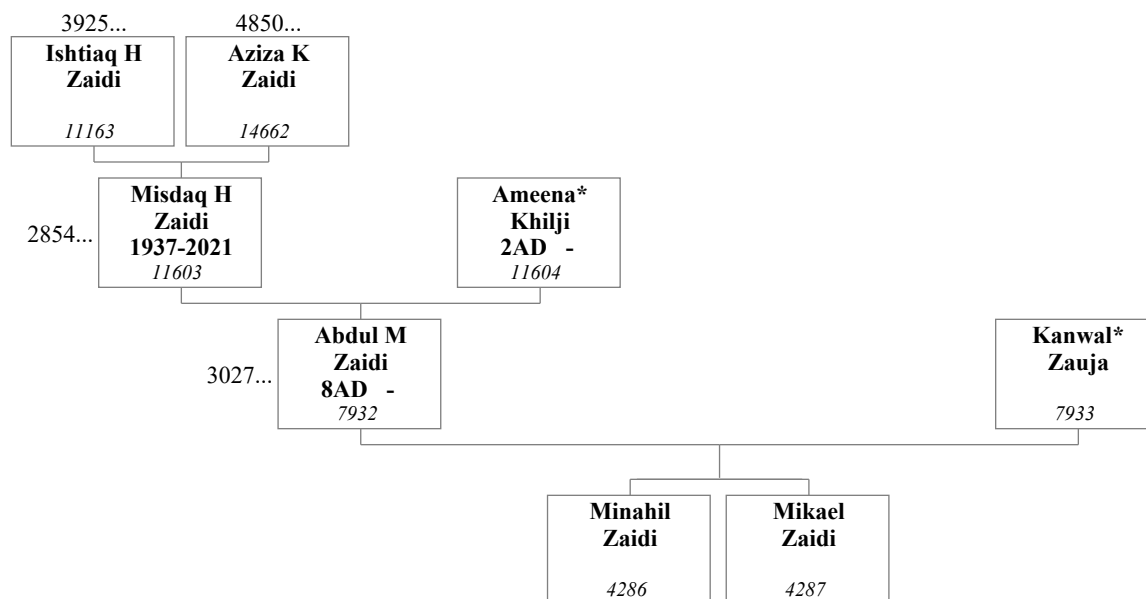 3925...
4850...
Ishtiaq H
Zaidi
11163
Aziza K
Zaidi
14662
2854...
Misdaq H
Zaidi
1937-2021
11603
Ameena*
Khilji
2AD -
11604
3027...
Abdul M
Zaidi
8AD -
7932
Kanwal*
Zauja
7933
Minahil
Zaidi
4286
Mikael
Zaidi
4287